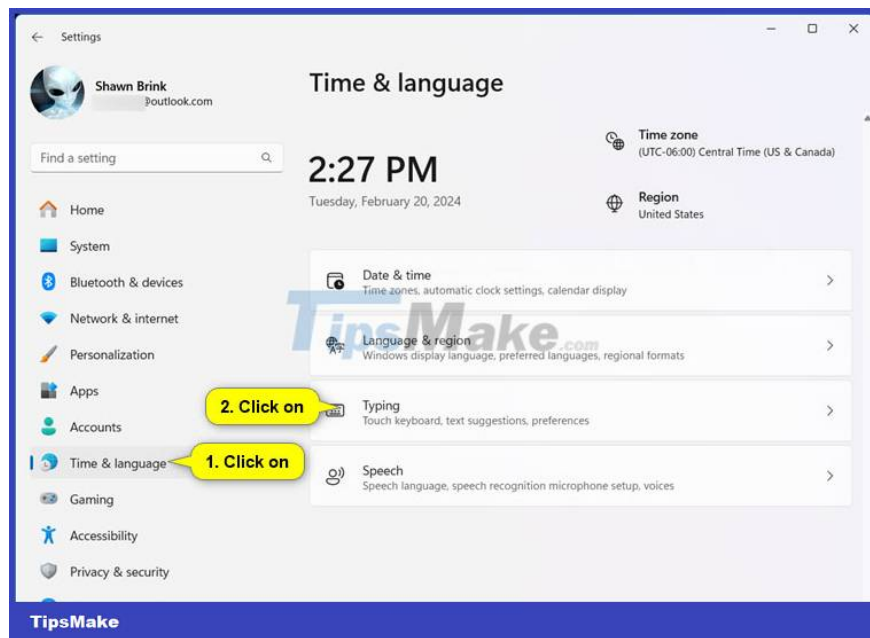 Settings
Shawn Brink
@outlook.com
Find a setting
Home
System
Bluetooth & devices
Network & internet
Personalization
Apps
Accounts
Time & language
Gaming
Accessibility
Privacy & security
Time & language
2:27 PM
Tuesday, February 20, 2024
Time zone
(UTC-06:00) Central Time (US & Canada)
Region
United States
Date & time
Time zones, automatic clock settings, calendar display
TipsMake.com
Language & region
Windows display language, preferred languages, regional formats
2. Click on
Typing
Touch keyboard, text suggestions, preferences
1. Click on
Speech
Speech language, speech recognition microphone setup, voices
TipsMake